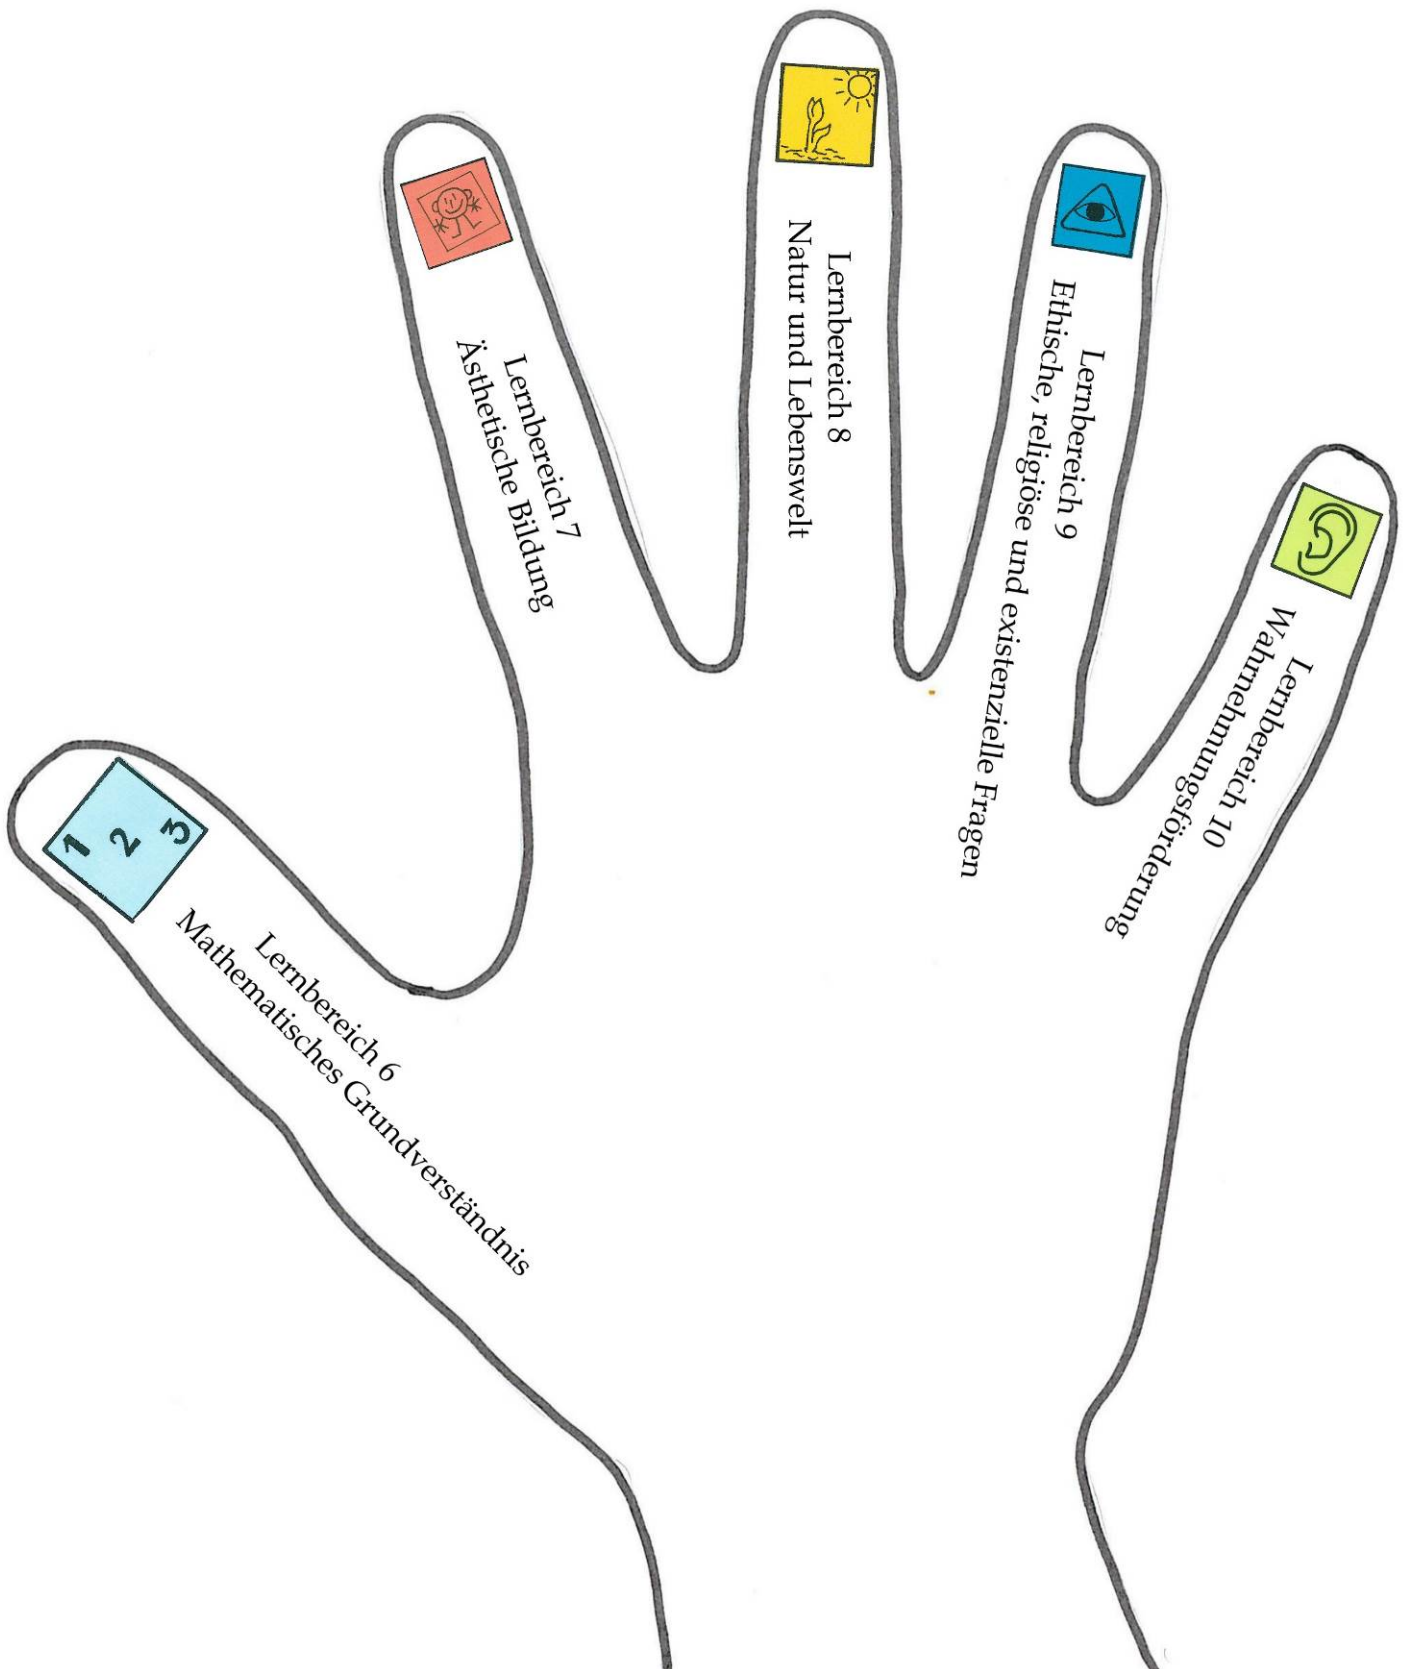 1
2
3
Lernbereich 6
Mathematisches Grundverständnis
Lernbereich 7
Ästhetische Bildung
Lernbereich 8
Natur und Lebenswelt
Lernbereich 9
Ethische, religiöse und existenzielle Fragen
Lernbereich 10
Wahrnehmungsförderung